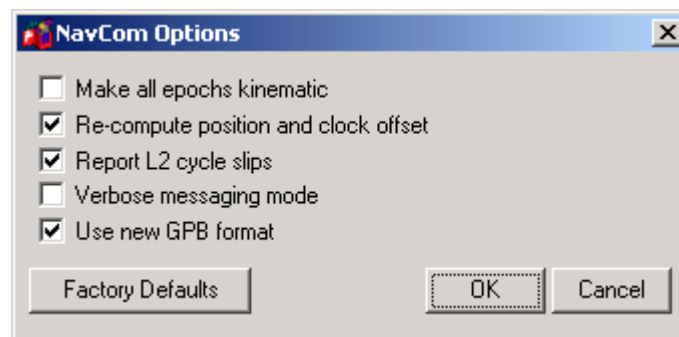 NavCom Options
Make all epochs kinematic
Re-compute position and clock offset
Report L2 cycle slips
Verbose messaging mode
Use new GPB format
Factory Defaults OK Cancel